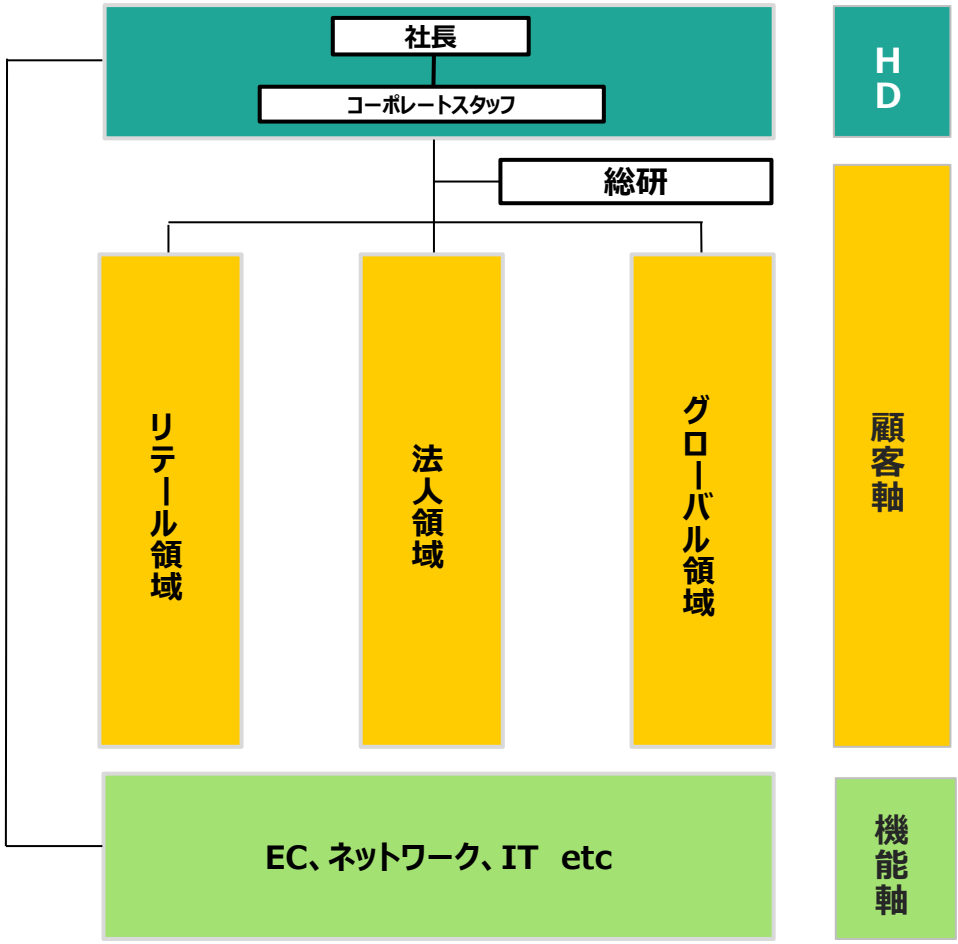 社長
コーポレートスタッフ
HD
総研
リテール領域
法人領域
グローバル領域
顧客軸
EC、ネットワーク、IT etc
機能軸